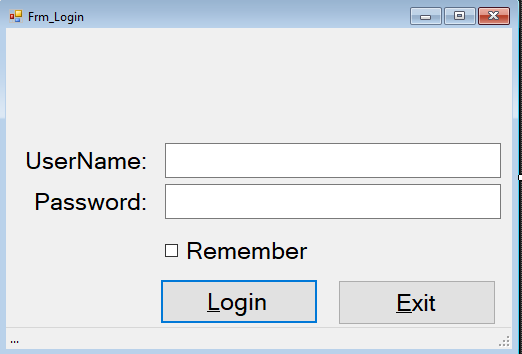 Frm_Login
UserName:
Password:
Remember
Login Exit
...